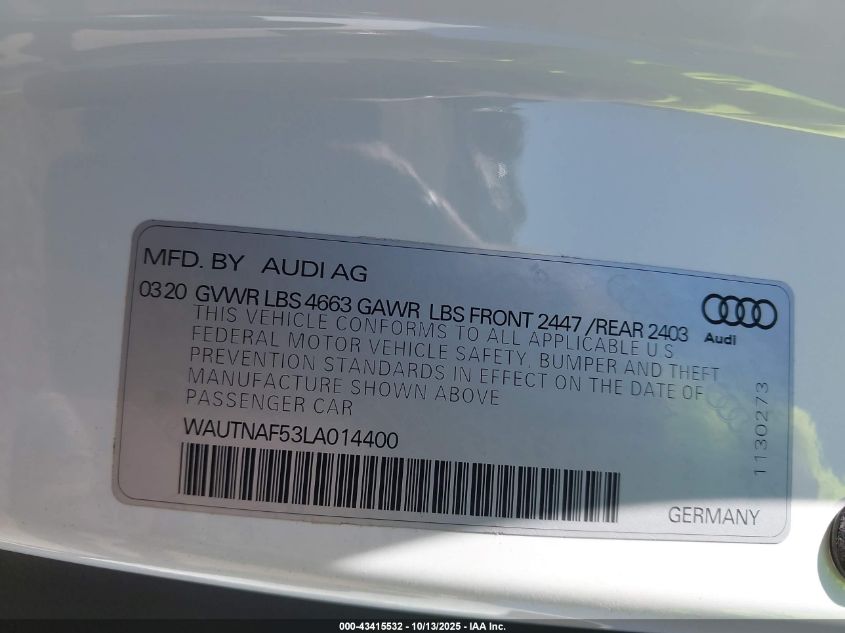 MFD. BY AUDI AG
0320 GVWR LBS 4663 GAWR LBS FRONT 2447 /REAR 2403
THIS VEHICLE CONFORMS TO ALL APPLICABLE U S
FEDERAL MOTOR VEHICLE SAFETY, BUMPER AND THEFT
PREVENTION STANDARDS IN EFFECT ON THE DATE OF
MANUFACTURE SHOWN ABOVE
PASSENGER CAR
WAUTNAF53LA014400
Audi
1130273
GERMANY
000-43415532 - 10/13/2025 - IAA Inc.